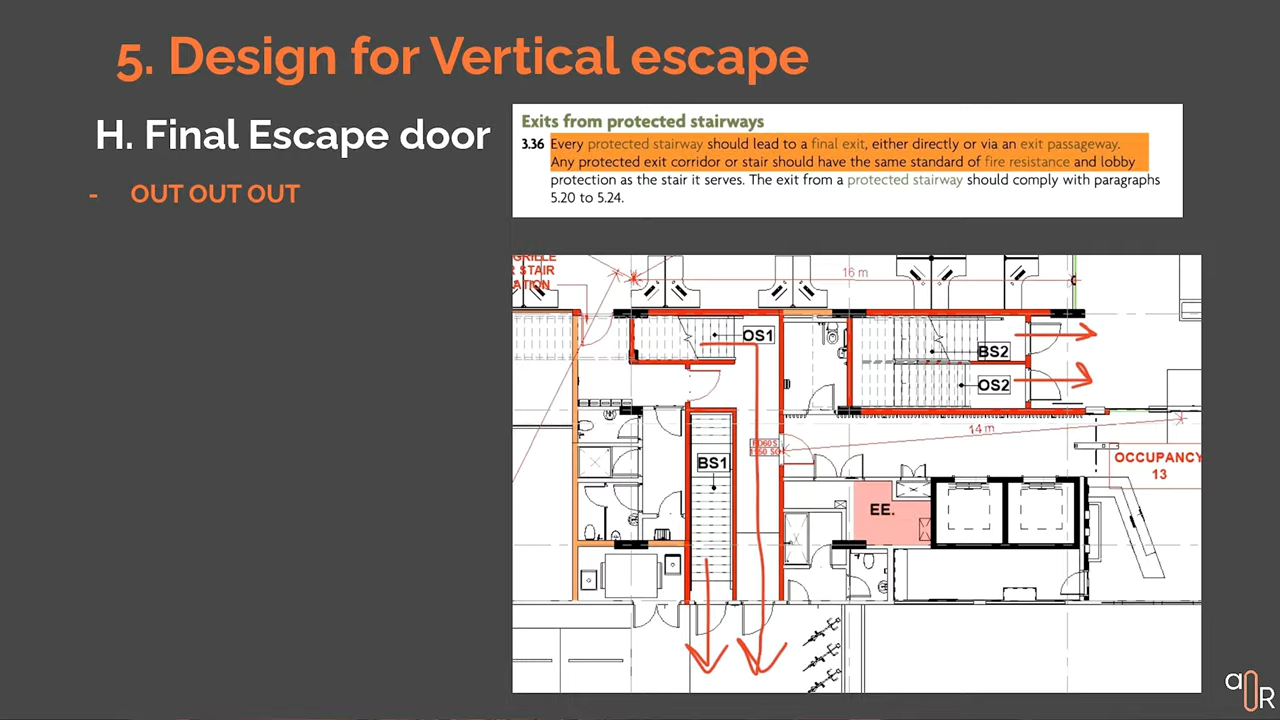 5. Design for Vertical escape
H. Final Escape door
- OUT OUT OUT
Exits from protected stairways
3.36 Every protected stairway should lead to a final exit, either directly or via an exit passageway.
Any protected exit corridor or stair should have the same standard of fire resistance and lobby
protection as the stair it serves. The exit from a protected stairway should comply with paragraphs
5.20 to 5.24.
GRILLE
STAIR
ATION
16 m
OS1
BS2
OS2
14 m
BS1
OCCUPANCY
13
EE.
aOR